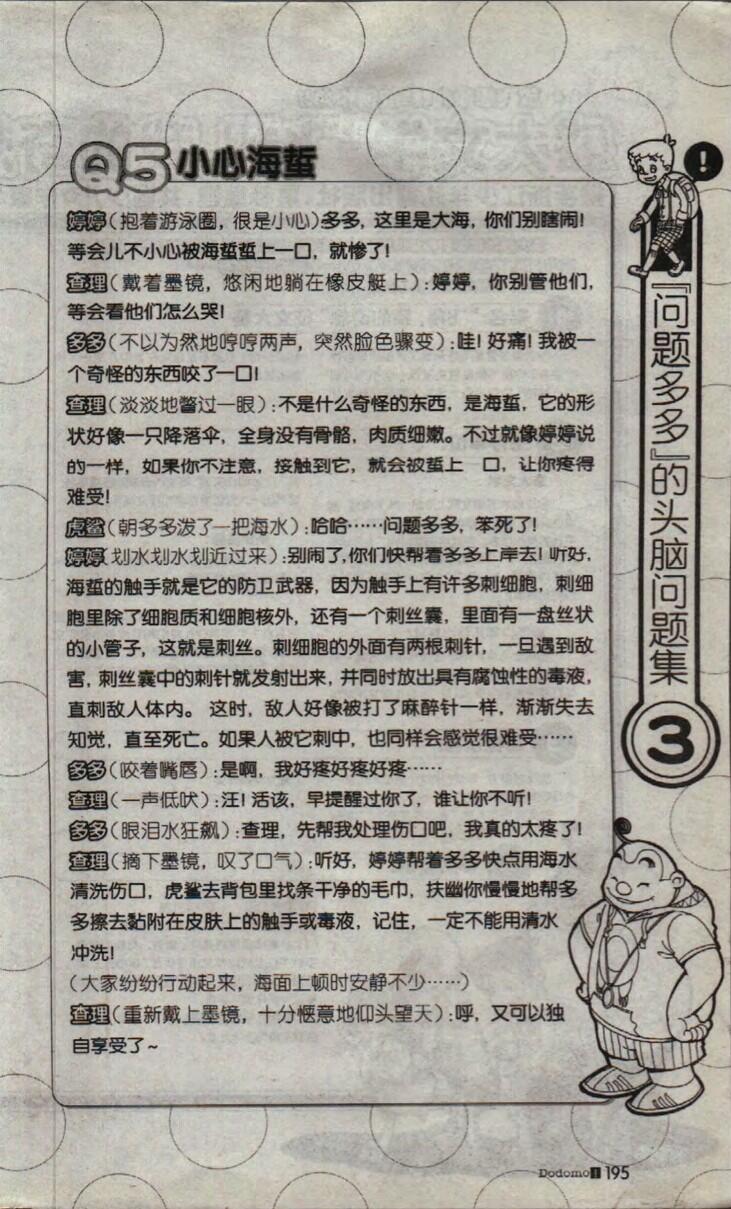 Q5小心海蜇
婷婷(抱着游泳圈，很是小心)多多，这里是大海，你们别瞎闹!
等会儿不小心被海蜇蜇上一口，就惨了!
查理(戴着墨镜，悠闲地躺在橡皮艇上):婷婷，你别管他们，
等会看他们怎么哭!
多多(不以为然地哼哼两声，突然脸色骤变):哇!好痛!我被一
个奇怪的东西咬了一口!
查理(淡淡地瞥过一眼):不是什么奇怪的东西，是海蜇，它的形
状好像一只降落伞，全身没有骨骼，肉质细嫩。不过就像婷婷说
的一样，如果你不注意，接触到它，就会被蜇上 口，让你疼得
难受!
虎鲨(朝多多泼了一把海水):哈哈……问题多多，笨死了!
婷婷(划水划水划近过来):别闹了,你们快帮着多多上岸去!听好，
海蜇的触手就是它的防卫武器，因为触手上有许多刺细胞，刺细
胞里除了细胞质和细胞核外，还有一个刺丝囊，里面有一盘丝状
的小管子，这就是刺丝。刺细胞的外面有两根刺针，一旦遇到敌
害,刺丝囊中的刺针就发射出来，并同时放出具有腐蚀性的毒液，
直刺敌人体内。 这时，敌人好像被打了麻醉针一样，渐渐失去
知觉，直至死亡。如果人被它刺中，也同样会感觉很难受……
多多(咬着嘴唇):是啊，我好疼好疼好疼……
查理(一声低吠):汪!活该，早提醒过你了，谁让你不听!
多多(眼泪水狂飙):查理，先帮我处理伤口吧，我真的太疼了!
查理(摘下墨镜，叹了口气):听好，婷婷帮着多多快点用海水
清洗伤口，虎鲨去背包里找条干净的毛巾，扶幽你慢慢地帮多
多擦去黏附在皮肤上的触手或毒液，记住，一定不能用清水
冲洗!
(大家纷纷行动起来，海面上顿时安静不少……)
查理(重新戴上墨镜，十分惬意地仰头望天):呼，又可以独
自享受了~
!
『问题多多』的头脑问题集
3
Dodomo! 195